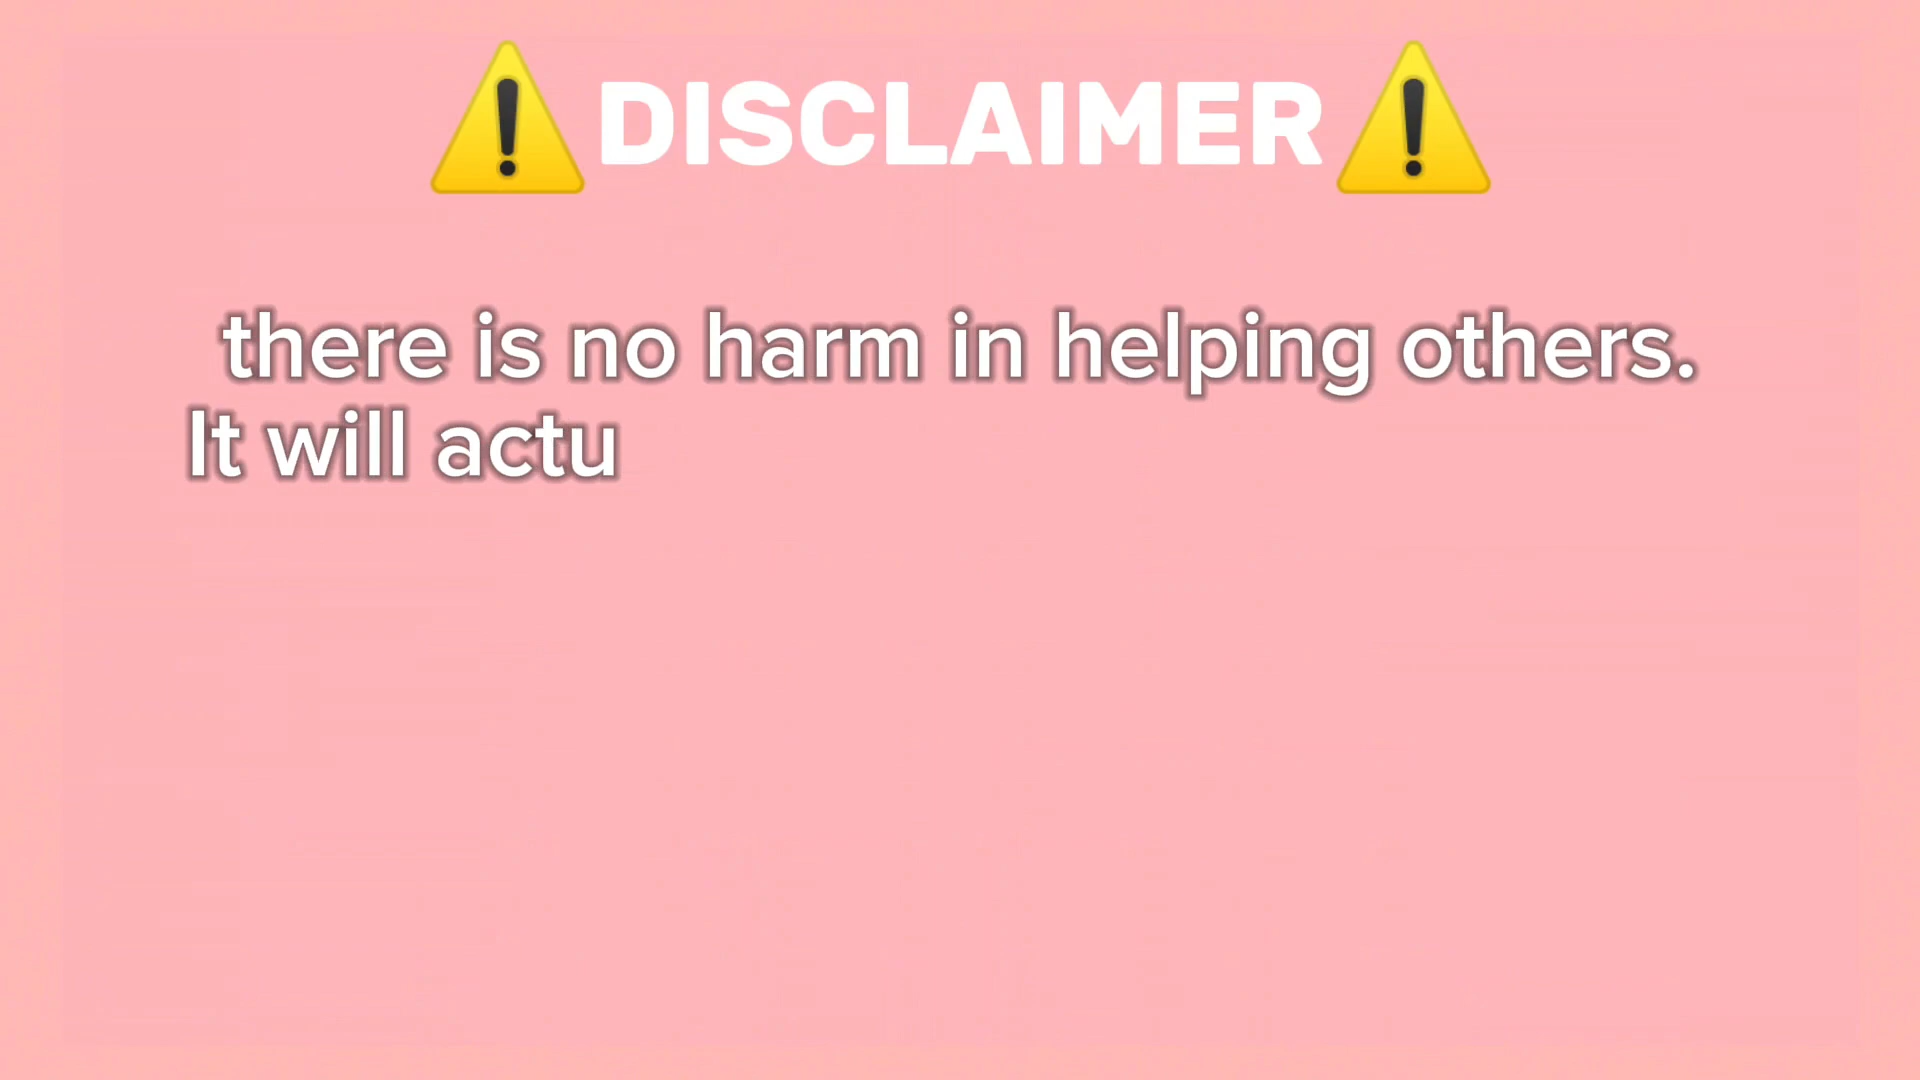 ⚠️DISCLAIMER⚠️
there is no harm in helping others.
It will actu